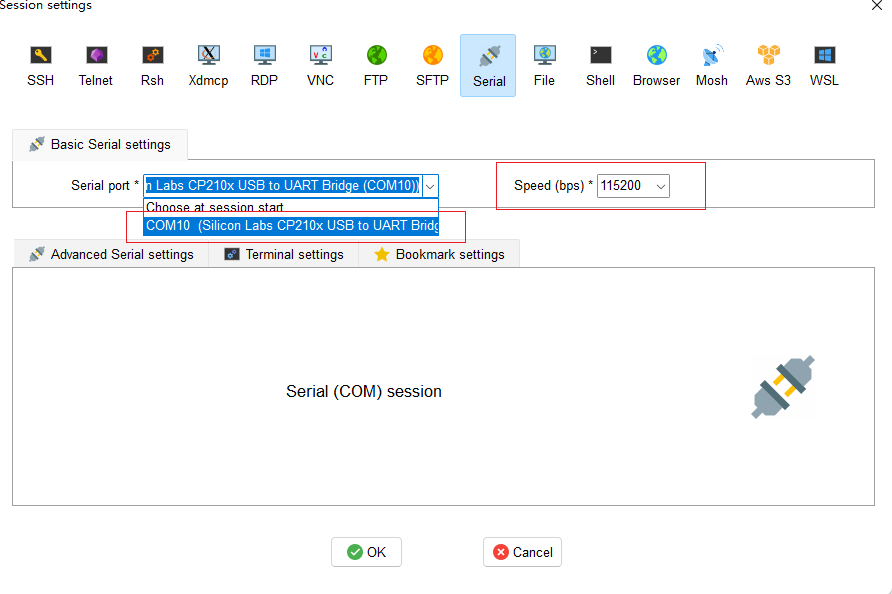 Session settings
SSH Telnet Rsh Xdmcp RDP VNC FTP SFTP Serial File Shell Browser Mosh Aws S3 WSL
Basic Serial settings
Serial port * n Labs CP210x USB to UART Bridge (COM10)) Speed (bps) * 115200
Choose at session start
COM10 (Silicon Labs CP210x USB to UART Bridg
Advanced Serial settings Terminal settings Bookmark settings
Serial (COM) session
OK Cancel